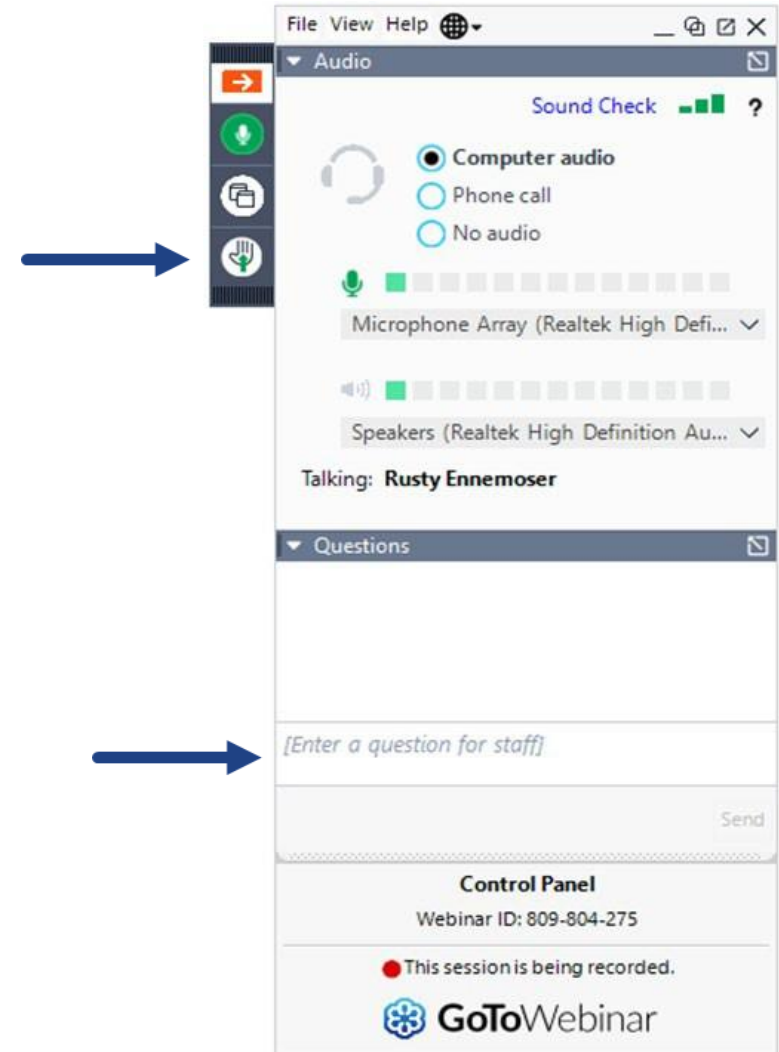 File View Help
Audio
Sound Check ?
Computer audio
Phone call
No audio
Microphone Array (Realtek High Defi...
Speakers (Realtek High Definition Au...
Talking: Rusty Ennemoser
Questions
[Enter a question for staff]
Send
Control Panel
Webinar ID: 809-804-275
This session is being recorded.
GoToWebinar